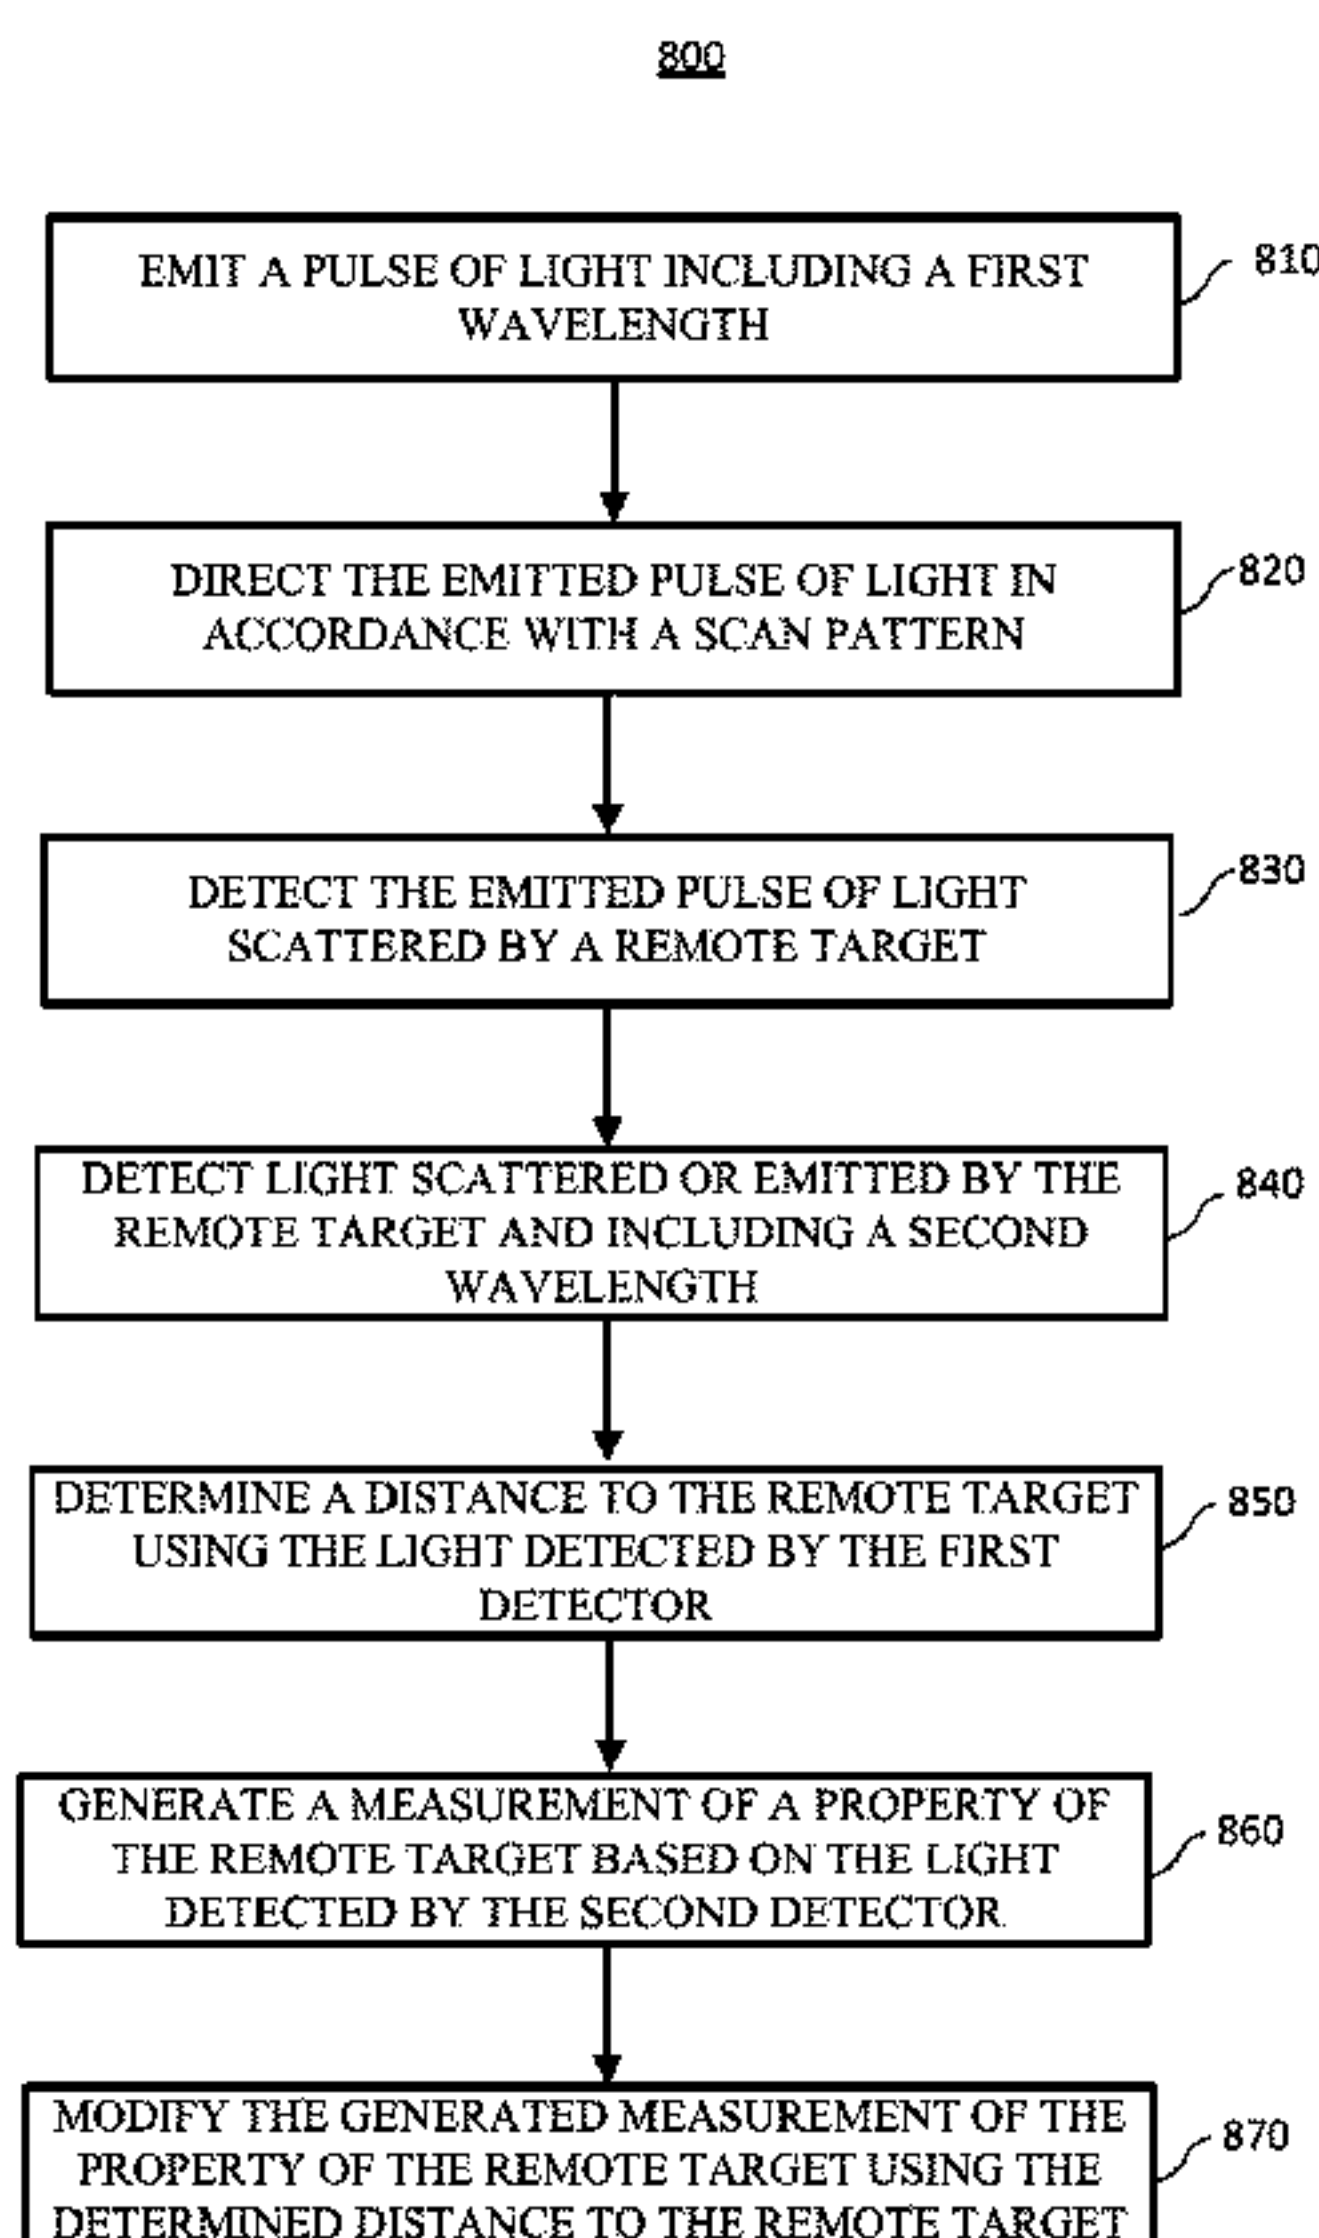 800
EMIT A PULSE OF LIGHT INCLUDING A FIRST
WAVELENGTH
810
DIRECT THE EMITTED PULSE OF LIGHT IN
ACCORDANCE WITH A SCAN PATTERN
820
DETECT THE EMITTED PULSE OF LIGHT
SCATTERED BY A REMOTE TARGET
830
DETECT LIGHT SCATTERED OR EMITTED BY THE
REMOTE TARGET AND INCLUDING A SECOND
WAVELENGTH
840
DETERMINE A DISTANCE TO THE REMOTE TARGET
USING THE LIGHT DETECTED BY THE FIRST
DETECTOR
850
GENERATE A MEASUREMENT OF A PROPERTY OF
THE REMOTE TARGET BASED ON THE LIGHT
DETECTED BY THE SECOND DETECTOR
860
MODIFY THE GENERATED MEASUREMENT OF THE
PROPERTY OF THE REMOTE TARGET USING THE
DETERMINED DISTANCE TO THE REMOTE TARGET
870